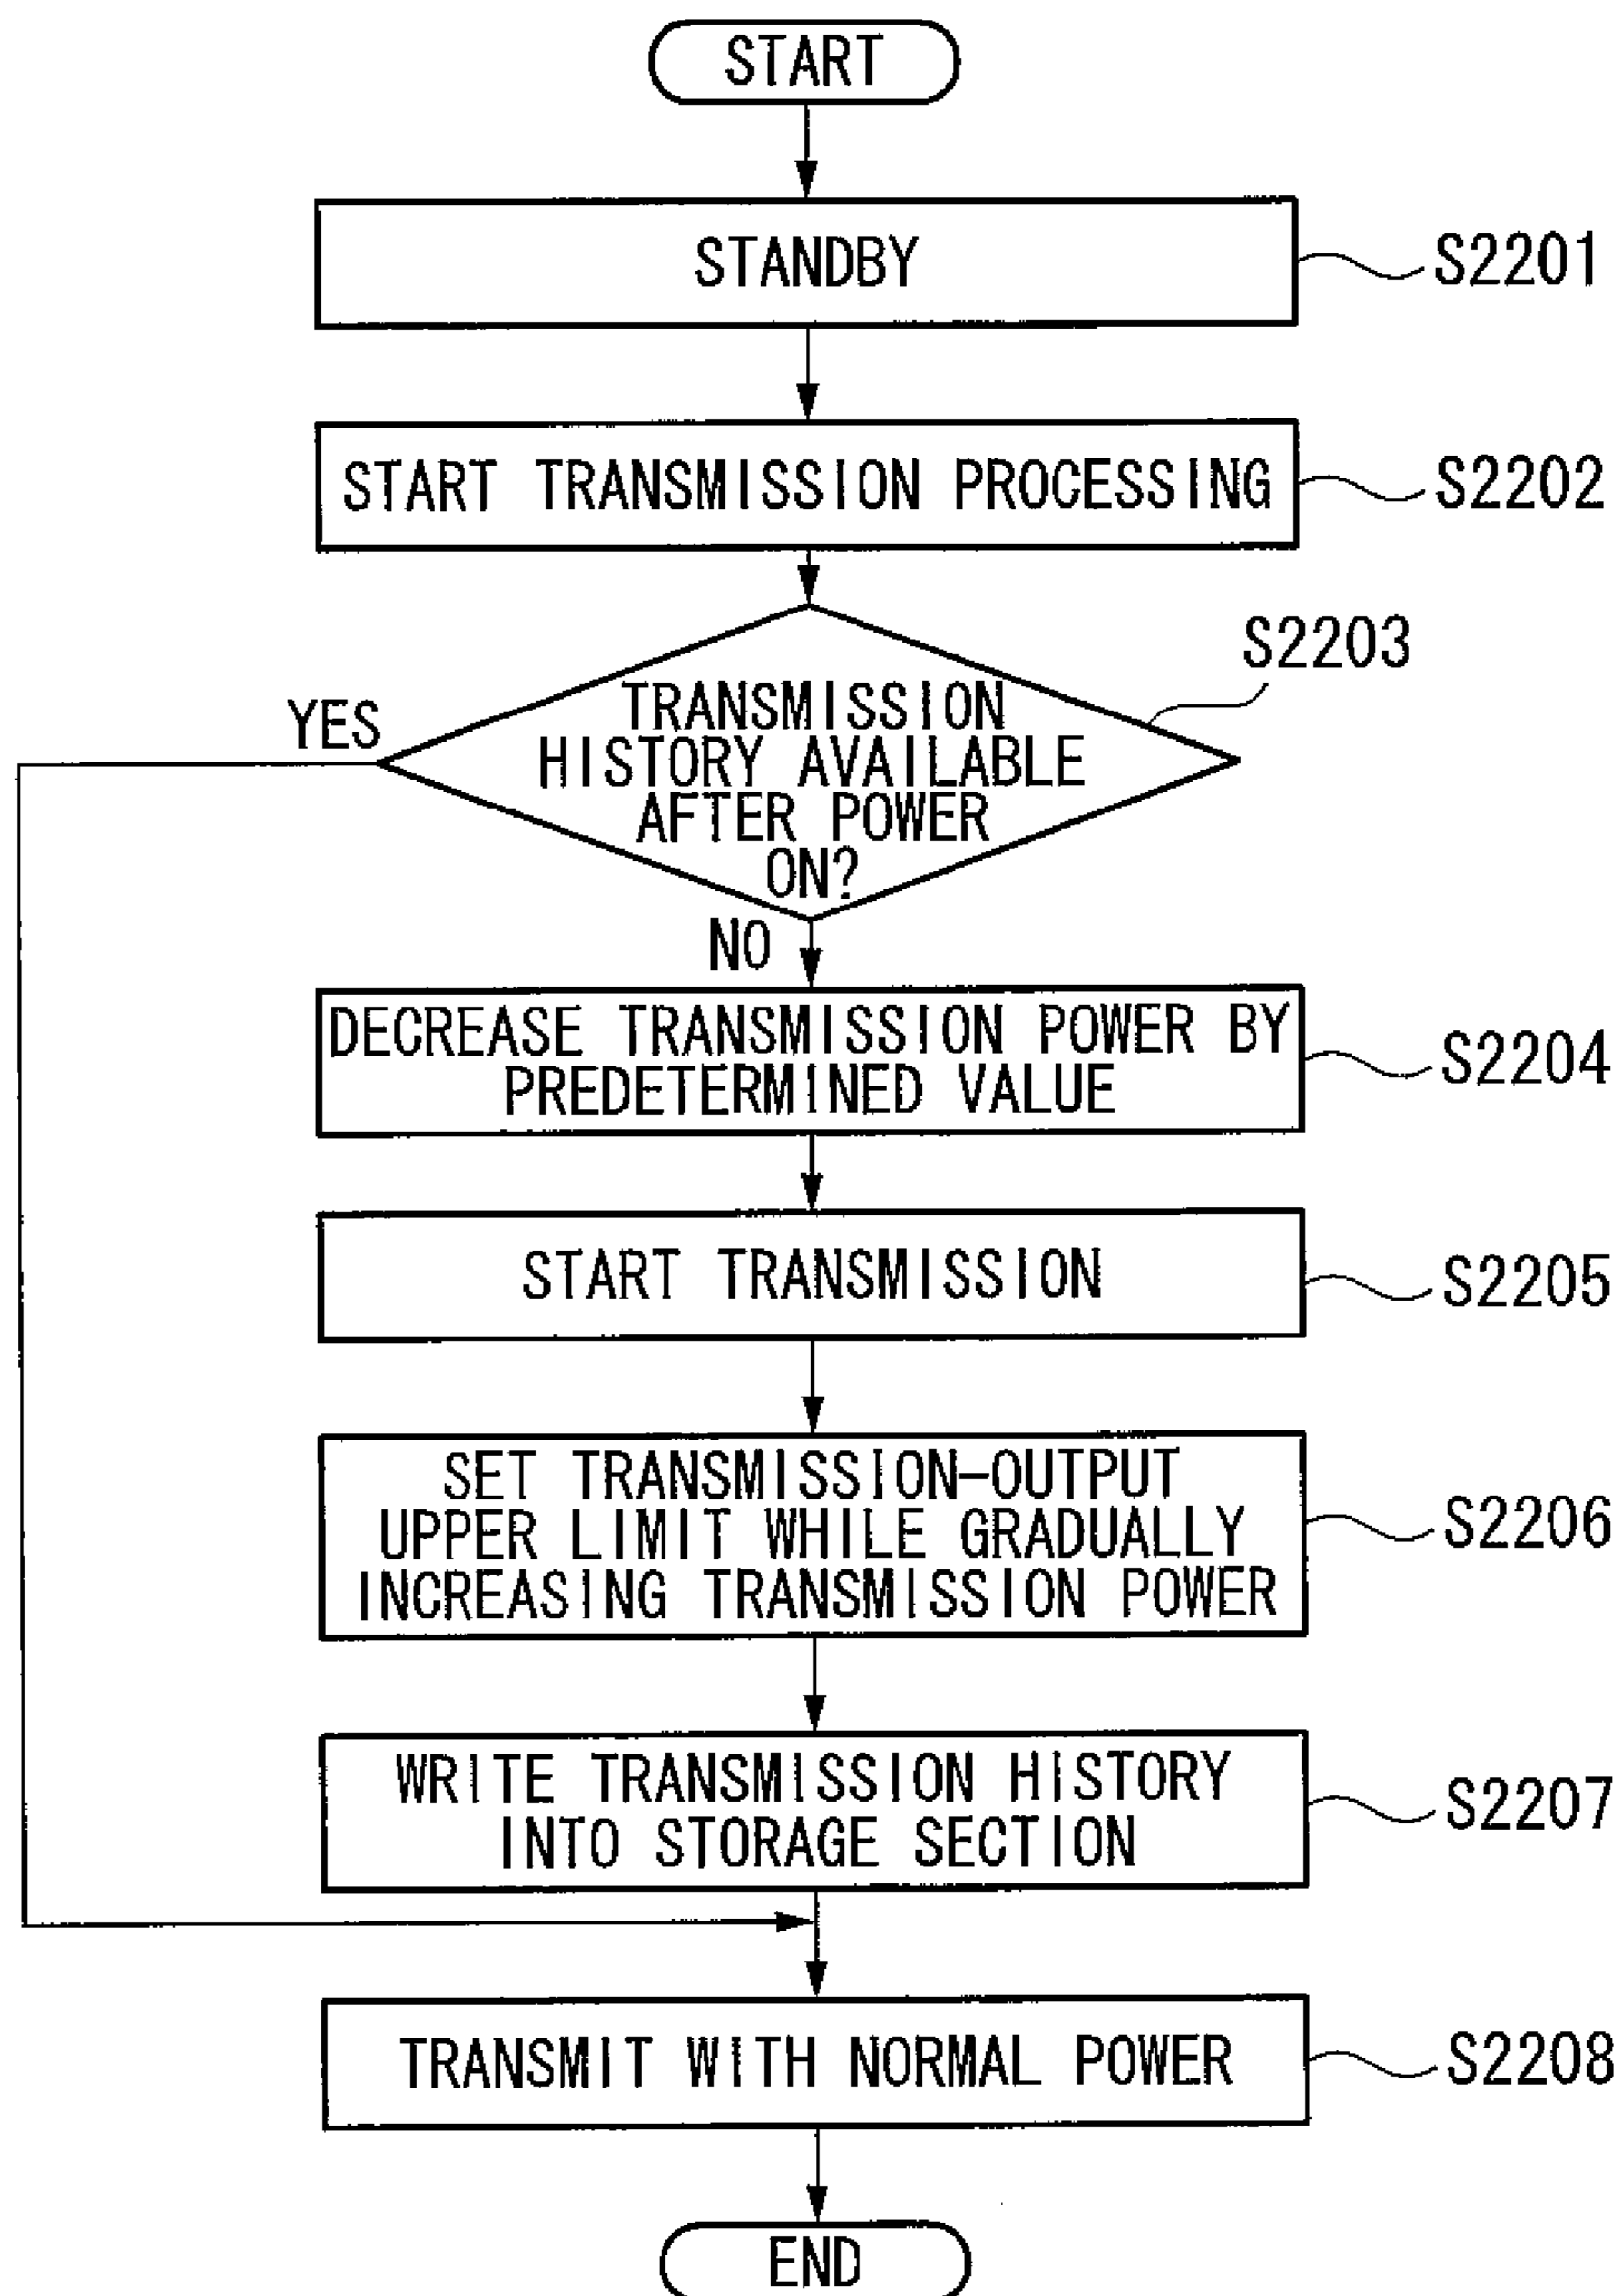 START
STANDBY
S2201
START TRANSMISSION PROCESSING
S2202
S2203
YES
TRANSMISSION
HISTORY AVAILABLE
AFTER POWER
ON?
NO
DECREASE TRANSMISSION POWER BY
PREDETERMINED VALUE
S2204
START TRANSMISSION
S2205
SET TRANSMISSION-OUTPUT
UPPER LIMIT WHILE GRADUALLY
INCREASING TRANSMISSION POWER
S2206
WRITE TRANSMISSION HISTORY
INTO STORAGE SECTION
S2207
TRANSMIT WITH NORMAL POWER
S2208
END